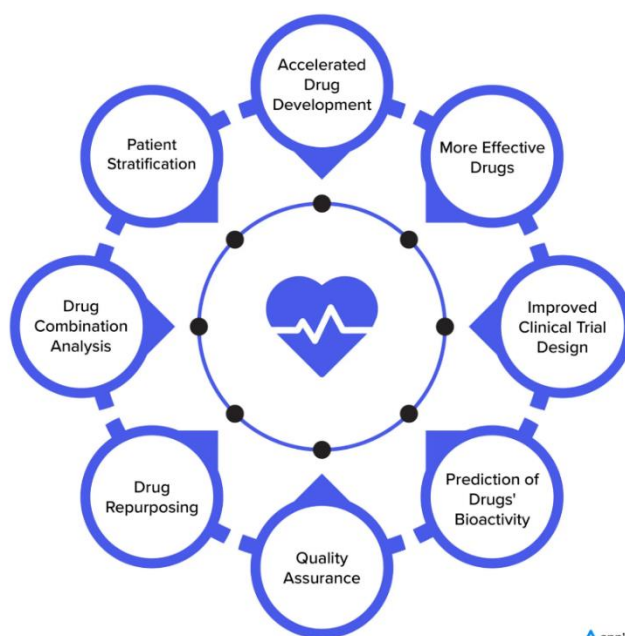 Accelerated
Drug
Development
More Effective
Drugs
Improved
Clinical Trial
Design
Prediction of
Drugs'
Bioactivity
Quality
Assurance
Drug
Repurposing
Drug
Combination
Analysis
Patient
Stratification